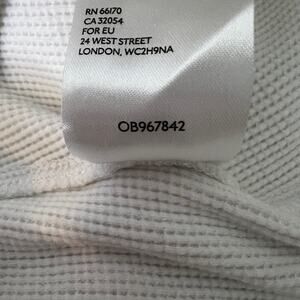 RN 66170
CA 32054
FOR EU
24 WEST STREET
LONDON, WC2H9NA
OB967842